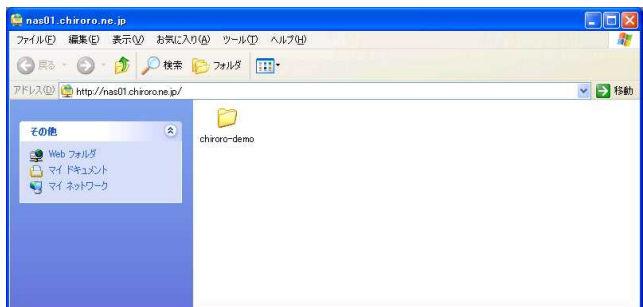 nas01.chiroro.ne.jp
ファイル(F) 編集(E) 表示(V) お気に入り(A) ツール(T) ヘルプ(H)
戻る 検索 フォルダ
アドレス(D) http://nas01.chiroro.ne.jp/ 移動
その他
Web フォルダ
マイ ドキュメント
マイ ネットワーク
chiroro-demo